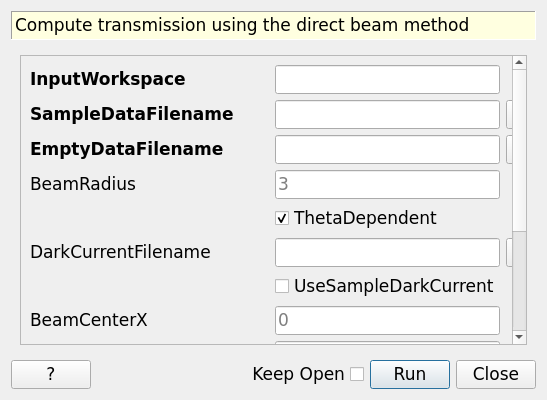 Compute transmission using the direct beam method
InputWorkspace
SampleDataFilename
EmptyDataFilename
BeamRadius 3
ThetaDependent
DarkCurrentFilename
UseSampleDarkCurrent
BeamCenterX 0
? Keep Open Run Close